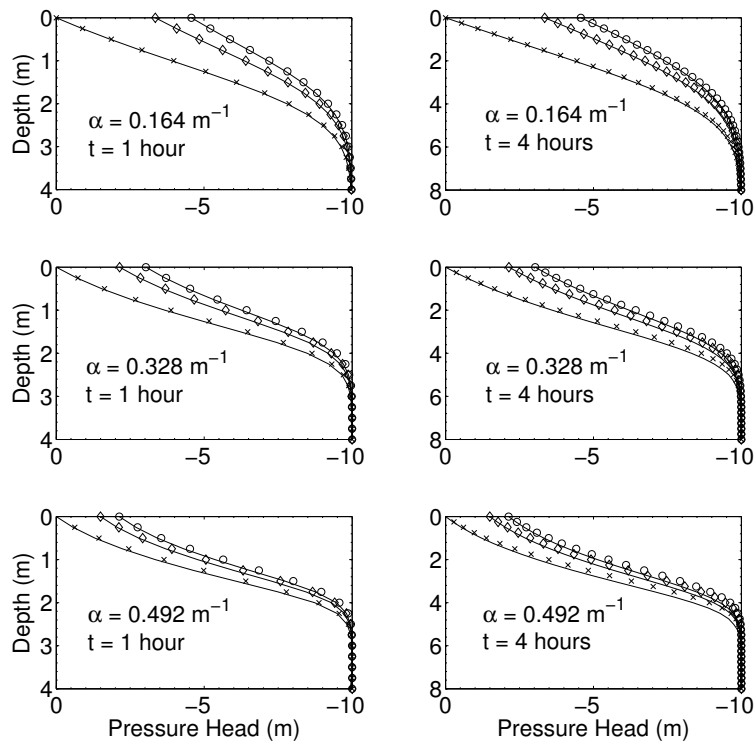 0
1
2
3
4
Depth (m)
α = 0.164 m⁻¹
t = 1 hour
0
−5
−10
0
2
4
6
8
α = 0.164 m⁻¹
t = 4 hours
0
−5
−10
0
1
2
3
4
Depth (m)
α = 0.328 m⁻¹
t = 1 hour
0
−5
−10
0
2
4
6
8
α = 0.328 m⁻¹
t = 4 hours
0
−5
−10
0
1
2
3
4
Depth (m)
α = 0.492 m⁻¹
t = 1 hour
0
−5
−10
Pressure Head (m)
0
2
4
6
8
α = 0.492 m⁻¹
t = 4 hours
0
−5
−10
Pressure Head (m)